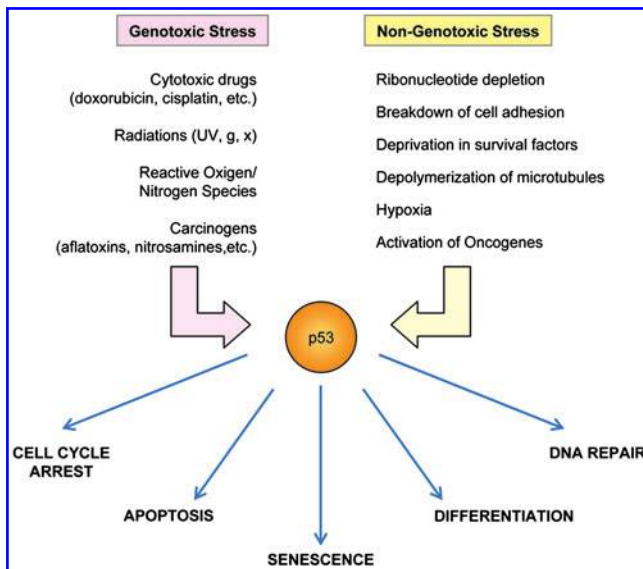 Genotoxic Stress
Cytotoxic drugs
(doxorubicin, cisplatin, etc.)
Radiations (UV, g, x)
Reactive Oxigen/
Nitrogen Species
Carcinogens
(aflatoxins, nitrosamines,etc.)
Non-Genotoxic Stress
Ribonucleotide depletion
Breakdown of cell adhesion
Deprivation in survival factors
Depolymerization of microtubules
Hypoxia
Activation of Oncogenes
p53
CELL CYCLE
ARREST
APOPTOSIS
SENESCENCE
DIFFERENTIATION
DNA REPAIR